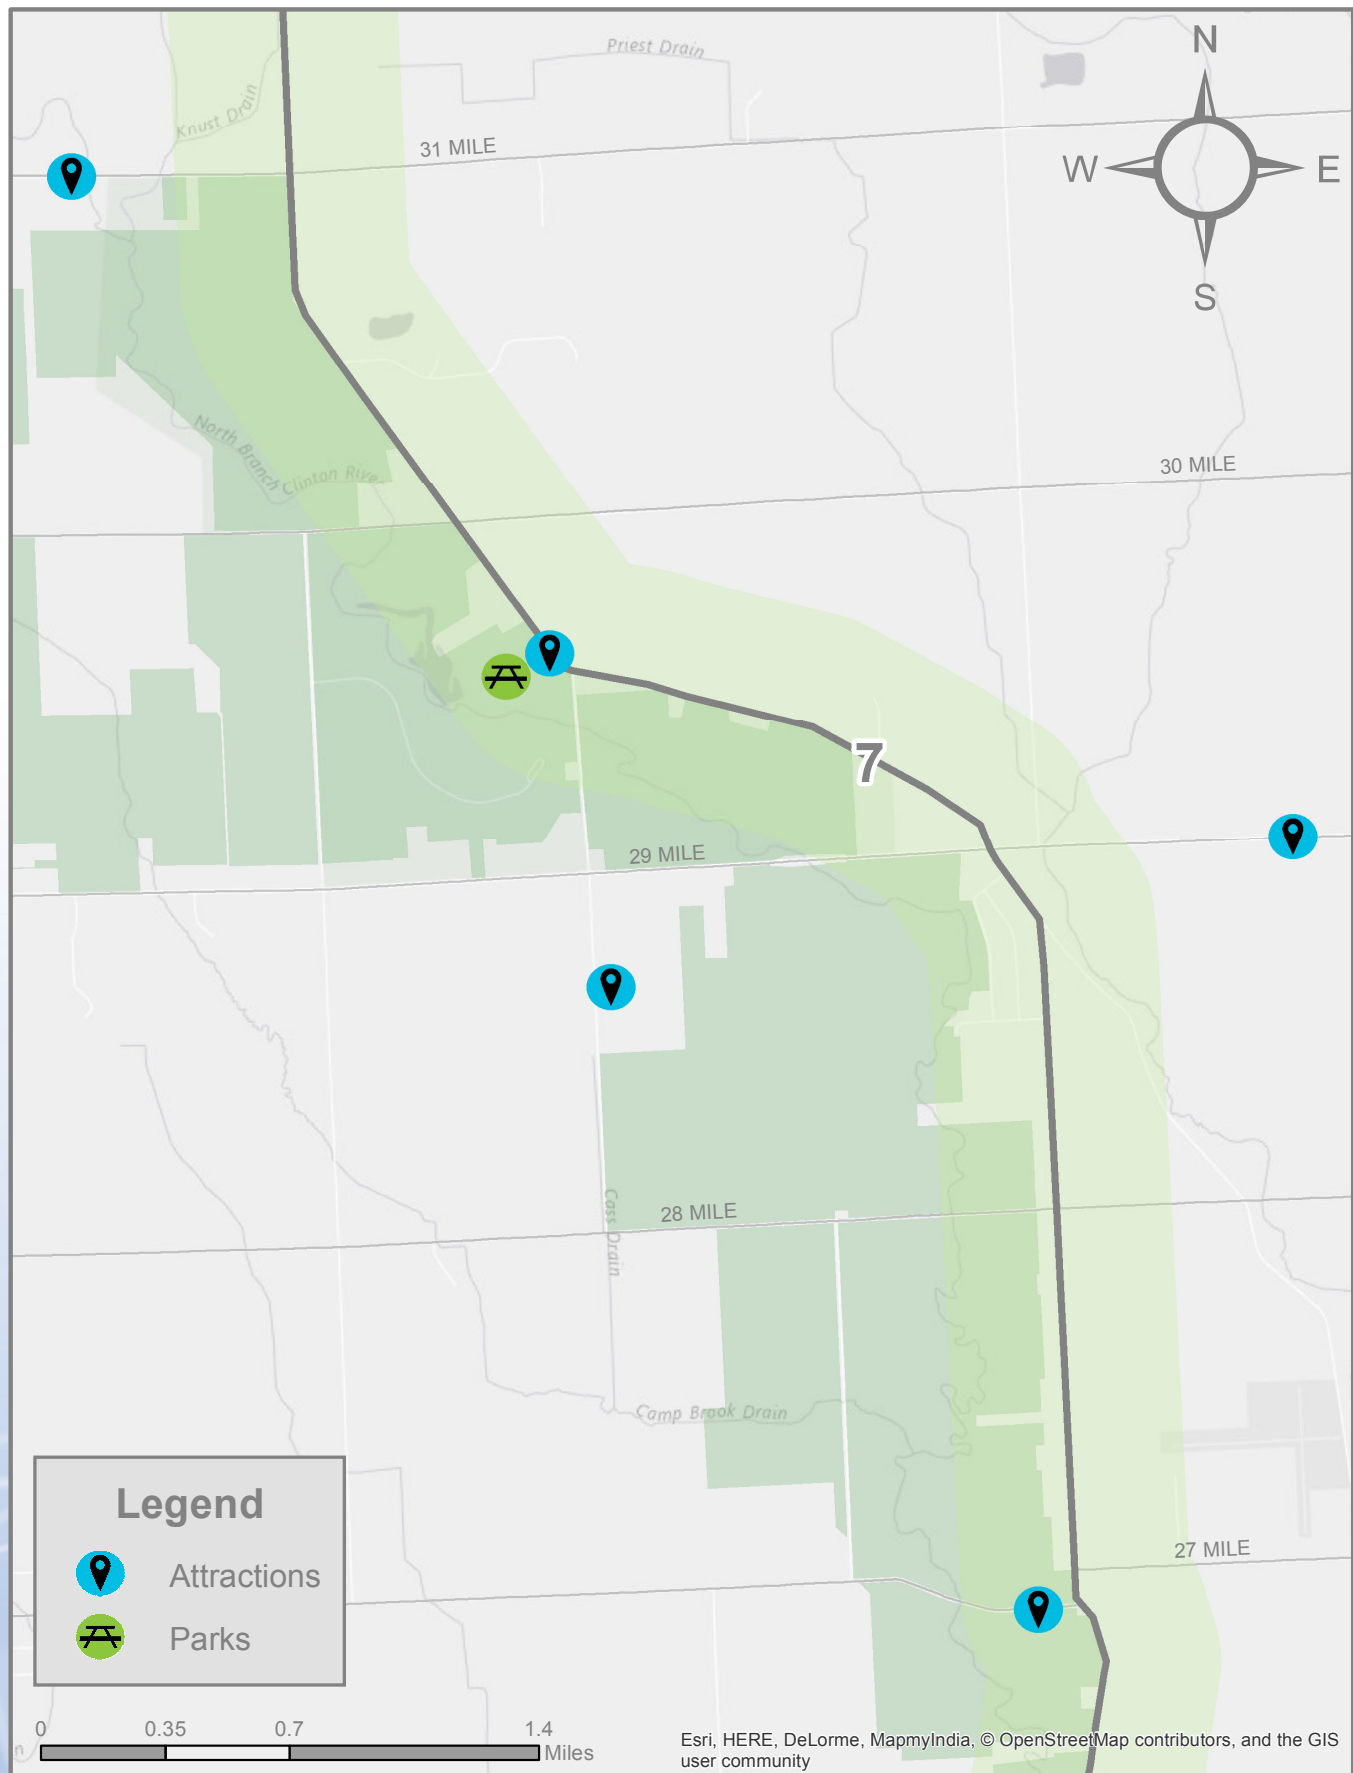 Priest Drain
N
Knust Drain
31 MILE
W
E
S
North Branch Clinton River
30 MILE
7
29 MILE
28 MILE
Cass Drain
Camp Brook Drain
27 MILE
Legend
Attractions
Parks
0 0.35 0.7 1.4
Miles
Esri, HERE, DeLorme, MapmyIndia, © OpenStreetMap contributors, and the GIS
user community